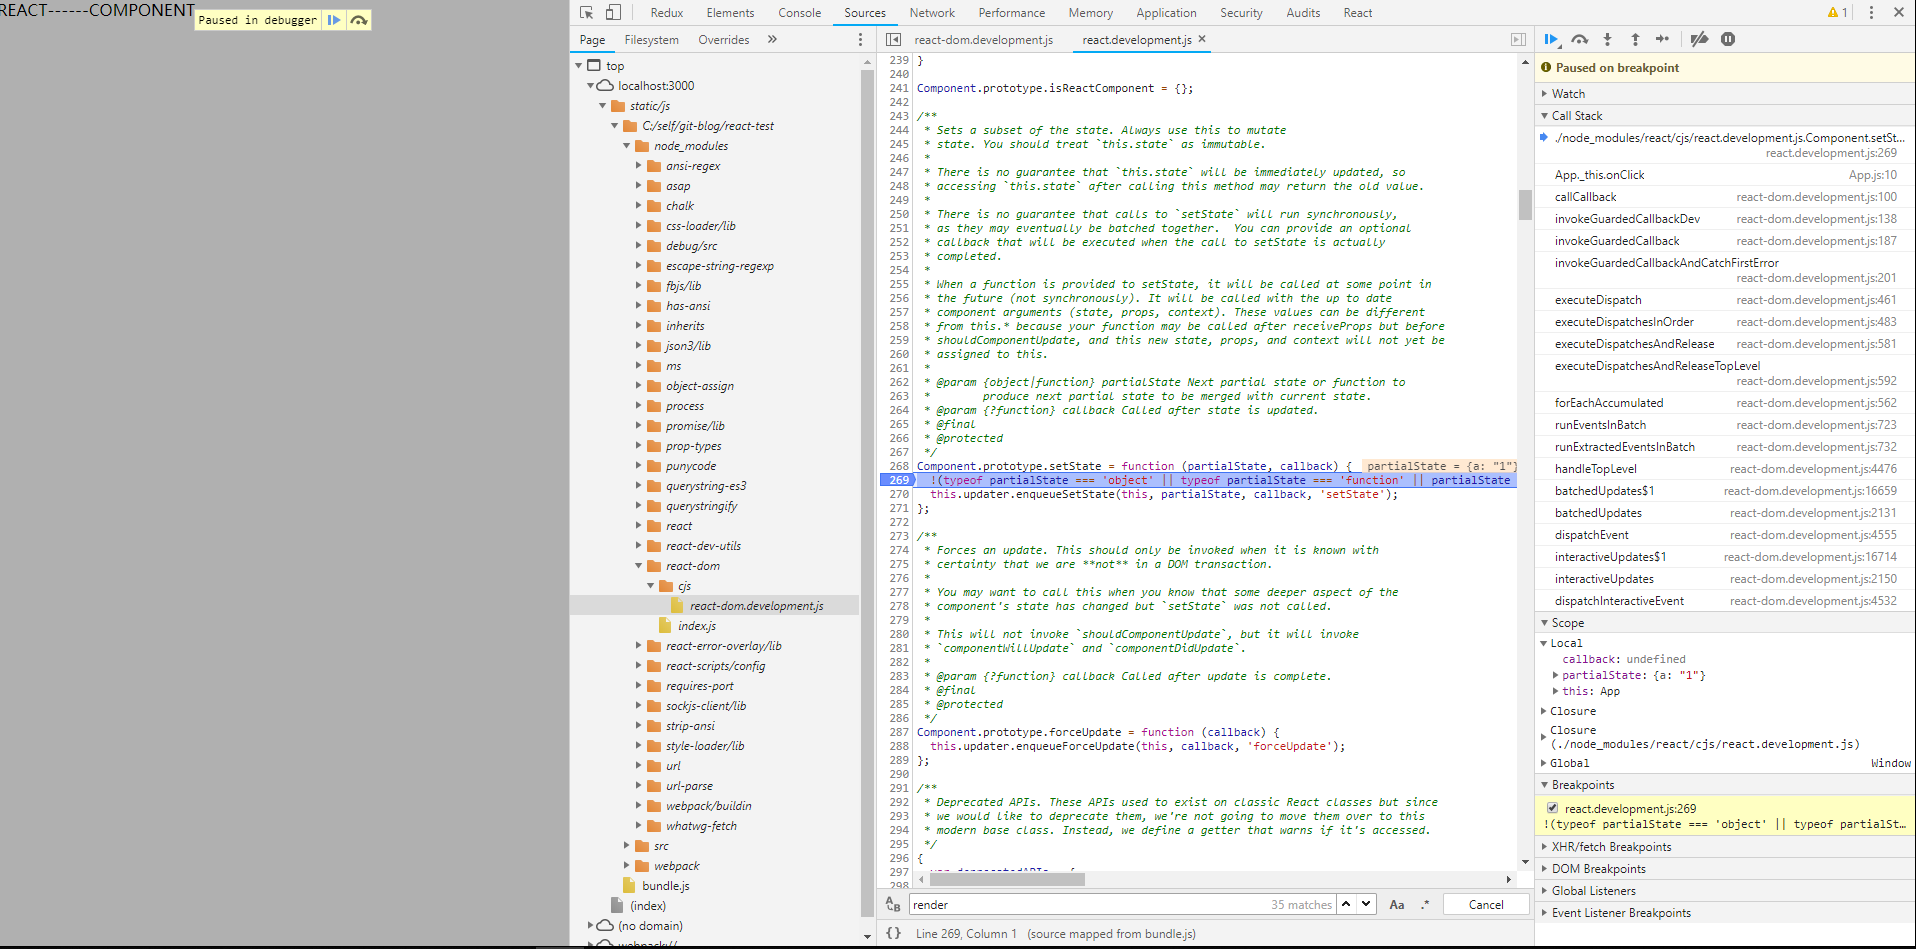 REACT------COMPONENT
Paused in debugger
Redux Elements Console Sources Network Performance Memory Application Security Audits React
1
Page Filesystem Overrides »
top
localhost:3000
static/js
C:/self/git-blog/react-test
node_modules
ansi-regex
asap
chalk
css-loader/lib
debug/src
escape-string-regexp
fbjs/lib
has-ansi
inherits
json3/lib
ms
object-assign
process
promise/lib
prop-types
punycode
querystring-es3
querystringify
react
react-dev-utils
react-dom
cjs
react-dom.development.js
index.js
react-error-overlay/lib
react-scripts/config
requires-port
sockjs-client/lib
strip-ansi
style-loader/lib
url
url-parse
webpack/buildin
whatwg-fetch
src
webpack
bundle.js
(index)
(no domain)
webpack://
react-dom.development.js react.development.js ×
239 }
240
241 Component.prototype.isReactComponent = {};
242
243 /**
244 * Sets a subset of the state. Always use this to mutate
245 * state. You should treat `this.state` as immutable.
246 *
247 * There is no guarantee that `this.state` will be immediately updated, so
248 * accessing `this.state` after calling this method may return the old value.
249 *
250 * There is no guarantee that calls to `setState` will run synchronously,
251 * as they may eventually be batched together.  You can provide an optional
252 * callback that will be executed when the call to setState is actually
253 * completed.
254 *
255 * When a function is provided to setState, it will be called at some point in
256 * the future (not synchronously). It will be called with the up to date
257 * component arguments (state, props, context). These values can be different
258 * from this.* because your function may be called after receiveProps but before
259 * shouldComponentUpdate, and this new state, props, and context will not yet be
260 * assigned to this.
261 *
262 * @param {object|function} partialState Next partial state or function to
263 *        produce next partial state to be merged with current state.
264 * @param {?function} callback Called after state is updated.
265 * @final
266 * @protected
267 */
268 Component.prototype.setState = function (partialState, callback) { partialState = {a: "1"}
269 !(typeof partialState === 'object' || typeof partialState === 'function' || partialState
270 this.updater.enqueueSetState(this, partialState, callback, 'setState');
271 };
272
273 /**
274 * Forces an update. This should only be invoked when it is known with
275 * certainty that we are **not** in a DOM transaction.
276 *
277 * You may want to call this when you know that some deeper aspect of the
278 * component's state has changed but `setState` was not called.
279 *
280 * This will not invoke `shouldComponentUpdate`, but it will invoke
281 * `componentWillUpdate` and `componentDidUpdate`.
282 *
283 * @param {?function} callback Called after update is complete.
284 * @final
285 * @protected
286 */
287 Component.prototype.forceUpdate = function (callback) {
288 this.updater.enqueueForceUpdate(this, callback, 'forceUpdate');
289 };
290
291 /**
292 * Deprecated APIs. These APIs used to exist on classic React classes but since
293 * we would like to deprecate them, we're not going to move them over to this
294 * modern base class. Instead, we define a getter that warns if it's accessed.
295 */
296 {
297 var deprecatedAPIs = {
298
render 35 matches Aa .* Cancel
{} Line 269, Column 1 (source mapped from bundle.js)
Paused on breakpoint
Watch
Call Stack
./node_modules/react/cjs/react.development.js.Component.setSt...
react.development.js:269
App._this.onClick App.js:10
callCallback react-dom.development.js:100
invokeGuardedCallbackDev react-dom.development.js:138
invokeGuardedCallback react-dom.development.js:187
invokeGuardedCallbackAndCatchFirstError
react-dom.development.js:201
executeDispatch react-dom.development.js:461
executeDispatchesInOrder react-dom.development.js:483
executeDispatchesAndRelease react-dom.development.js:581
executeDispatchesAndReleaseTopLevel
react-dom.development.js:592
forEachAccumulated react-dom.development.js:562
runEventsInBatch react-dom.development.js:723
runExtractedEventsInBatch react-dom.development.js:732
handleTopLevel react-dom.development.js:4476
batchedUpdates$1 react-dom.development.js:16659
batchedUpdates react-dom.development.js:2131
dispatchEvent react-dom.development.js:4555
interactiveUpdates$1 react-dom.development.js:16714
interactiveUpdates react-dom.development.js:2150
dispatchInteractiveEvent react-dom.development.js:4532
Scope
Local
callback: undefined
partialState: {a: "1"}
this: App
Closure
Closure
(./node_modules/react/cjs/react.development.js)
Global Window
Breakpoints
react.development.js:269
!(typeof partialState === 'object' || typeof partialSt...
XHR/fetch Breakpoints
DOM Breakpoints
Global Listeners
Event Listener Breakpoints